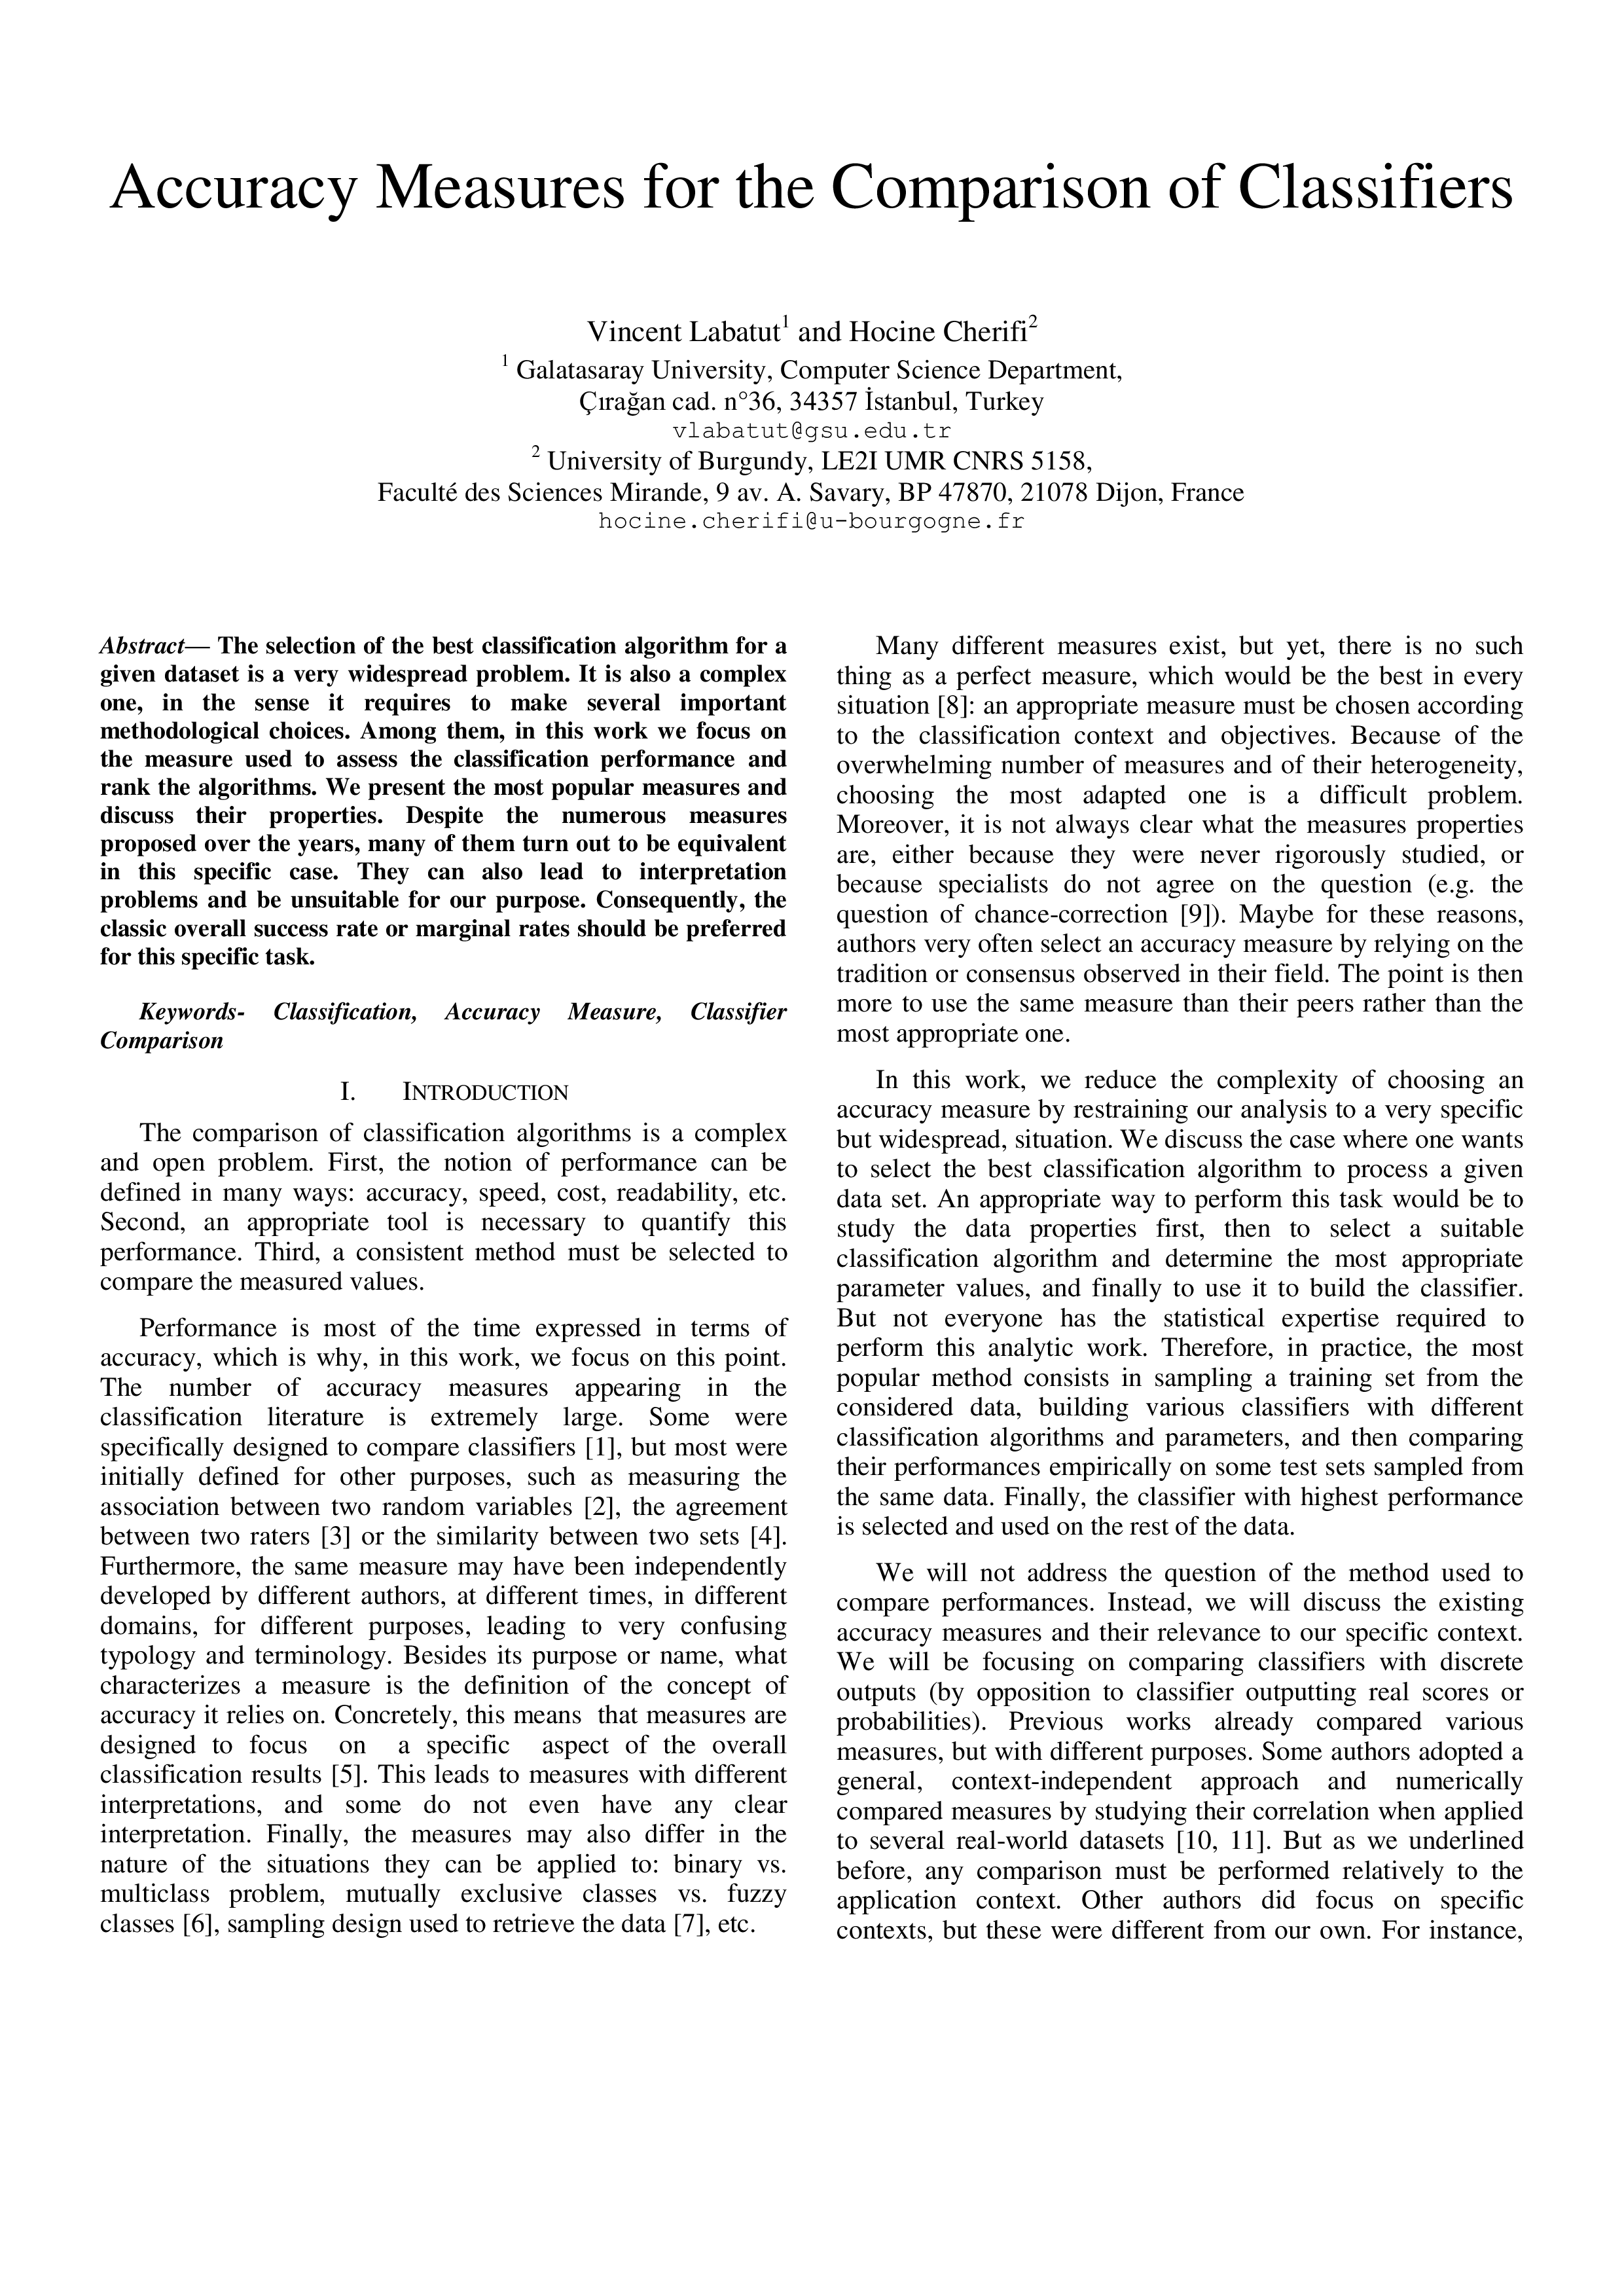 Accuracy Measures for the Comparison of Classifiers
Vincent Labatut1 and Hocine Cherifi2
1 Galatasaray University, Computer Science Department,
Çırağan cad. n°36, 34357 İstanbul, Turkey
vlabatut@gsu.edu.tr
2 University of Burgundy, LE2I UMR CNRS 5158,
Faculté des Sciences Mirande, 9 av. A. Savary, BP 47870, 21078 Dijon, France
hocine.cherifi@u-bourgogne.fr
Abstract— The selection of the best classification algorithm for a
given dataset is a very widespread problem. It is also a complex
one, in the sense it requires to make several important
methodological choices. Among them, in this work we focus on
the measure used to assess the classification performance and
rank the algorithms. We present the most popular measures and
discuss their properties. Despite the numerous measures
proposed over the years, many of them turn out to be equivalent
in this specific case. They can also lead to interpretation
problems and be unsuitable for our purpose. Consequently, the
classic overall success rate or marginal rates should be preferred
for this specific task.
Keywords- Classification, Accuracy Measure, Classifier
Comparison
I. INTRODUCTION
The comparison of classification algorithms is a complex
and open problem. First, the notion of performance can be
defined in many ways: accuracy, speed, cost, readability, etc.
Second, an appropriate tool is necessary to quantify this
performance. Third, a consistent method must be selected to
compare the measured values.
Performance is most of the time expressed in terms of
accuracy, which is why, in this work, we focus on this point.
The number of accuracy measures appearing in the
classification literature is extremely large. Some were
specifically designed to compare classifiers [1], but most were
initially defined for other purposes, such as measuring the
association between two random variables [2], the agreement
between two raters [3] or the similarity between two sets [4].
Furthermore, the same measure may have been independently
developed by different authors, at different times, in different
domains, for different purposes, leading to very confusing
typology and terminology. Besides its purpose or name, what
characterizes a measure is the definition of the concept of
accuracy it relies on. Concretely, this means that measures are
designed to focus on a specific aspect of the overall
classification results [5]. This leads to measures with different
interpretations, and some do not even have any clear
interpretation. Finally, the measures may also differ in the
nature of the situations they can be applied to: binary vs.
multiclass problem, mutually exclusive classes vs. fuzzy
classes [6], sampling design used to retrieve the data [7], etc.
Many different measures exist, but yet, there is no such
thing as a perfect measure, which would be the best in every
situation [8]: an appropriate measure must be chosen according
to the classification context and objectives. Because of the
overwhelming number of measures and of their heterogeneity,
choosing the most adapted one is a difficult problem.
Moreover, it is not always clear what the measures properties
are, either because they were never rigorously studied, or
because specialists do not agree on the question (e.g. the
question of chance-correction [9]). Maybe for these reasons,
authors very often select an accuracy measure by relying on the
tradition or consensus observed in their field. The point is then
more to use the same measure than their peers rather than the
most appropriate one.
In this work, we reduce the complexity of choosing an
accuracy measure by restraining our analysis to a very specific
but widespread, situation. We discuss the case where one wants
to select the best classification algorithm to process a given
data set. An appropriate way to perform this task would be to
study the data properties first, then to select a suitable
classification algorithm and determine the most appropriate
parameter values, and finally to use it to build the classifier.
But not everyone has the statistical expertise required to
perform this analytic work. Therefore, in practice, the most
popular method consists in sampling a training set from the
considered data, building various classifiers with different
classification algorithms and parameters, and then comparing
their performances empirically on some test sets sampled from
the same data. Finally, the classifier with highest performance
is selected and used on the rest of the data.
We will not address the question of the method used to
compare performances. Instead, we will discuss the existing
accuracy measures and their relevance to our specific context.
We will be focusing on comparing classifiers with discrete
outputs (by opposition to classifier outputting real scores or
probabilities). Previous works already compared various
measures, but with different purposes. Some authors adopted a
general, context-independent approach and numerically
compared measures by studying their correlation when applied
to several real-world datasets [10, 11]. But as we underlined
before, any comparison must be performed relatively to the
application context. Other authors did focus on specific
contexts, but these were different from our own. For instance,